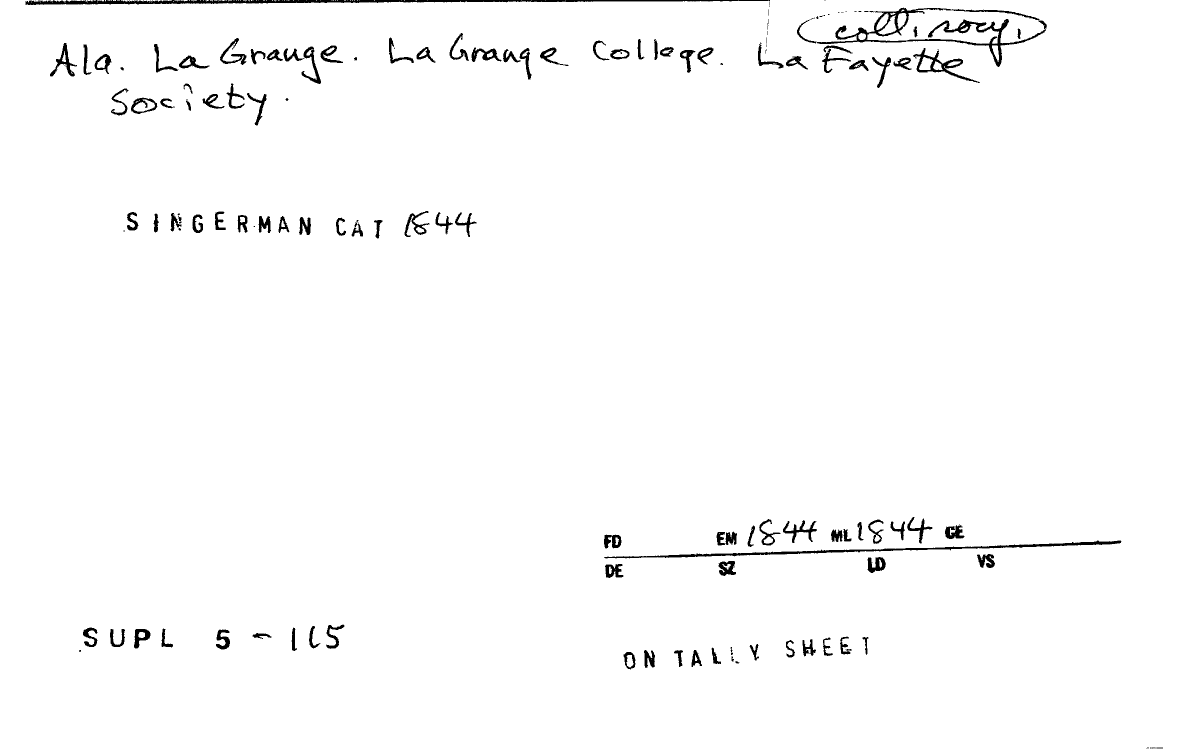 coll. socy.
Ala. La Grange. La Grange College. La Fayette
Society.
SINGERMAN CAT 1844
FD EM 1844 ML 1844 CE
DE SZ LD VS
SUPL 5 - 115
ON TALLY SHEET